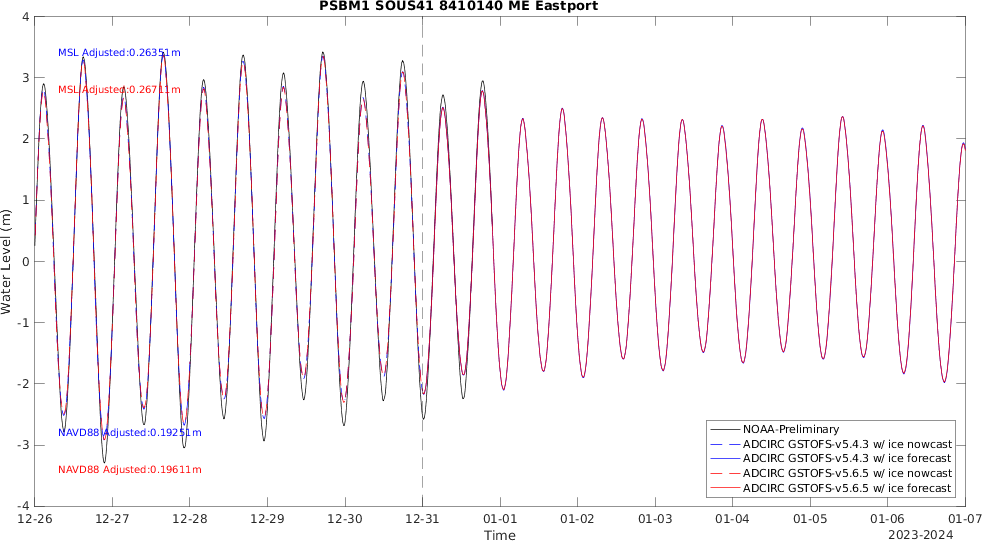 PSBM1 SOUS41 8410140 ME Eastport
4
3
2
1
0
-1
-2
-3
-4
Water Level (m)
MSL Adjusted:0.26351m
MSL Adjusted:0.26711m
NAVD88 Adjusted:0.19251m
NAVD88 Adjusted:0.19611m
NOAA-Preliminary
ADCIRC GSTOFS-v5.4.3 w/ ice nowcast
ADCIRC GSTOFS-v5.4.3 w/ ice forecast
ADCIRC GSTOFS-v5.6.5 w/ ice nowcast
ADCIRC GSTOFS-v5.6.5 w/ ice forecast
12-26 12-27 12-28 12-29 12-30 12-31 01-01 01-02 01-03 01-04 01-05 01-06 01-07
Time
2023-2024